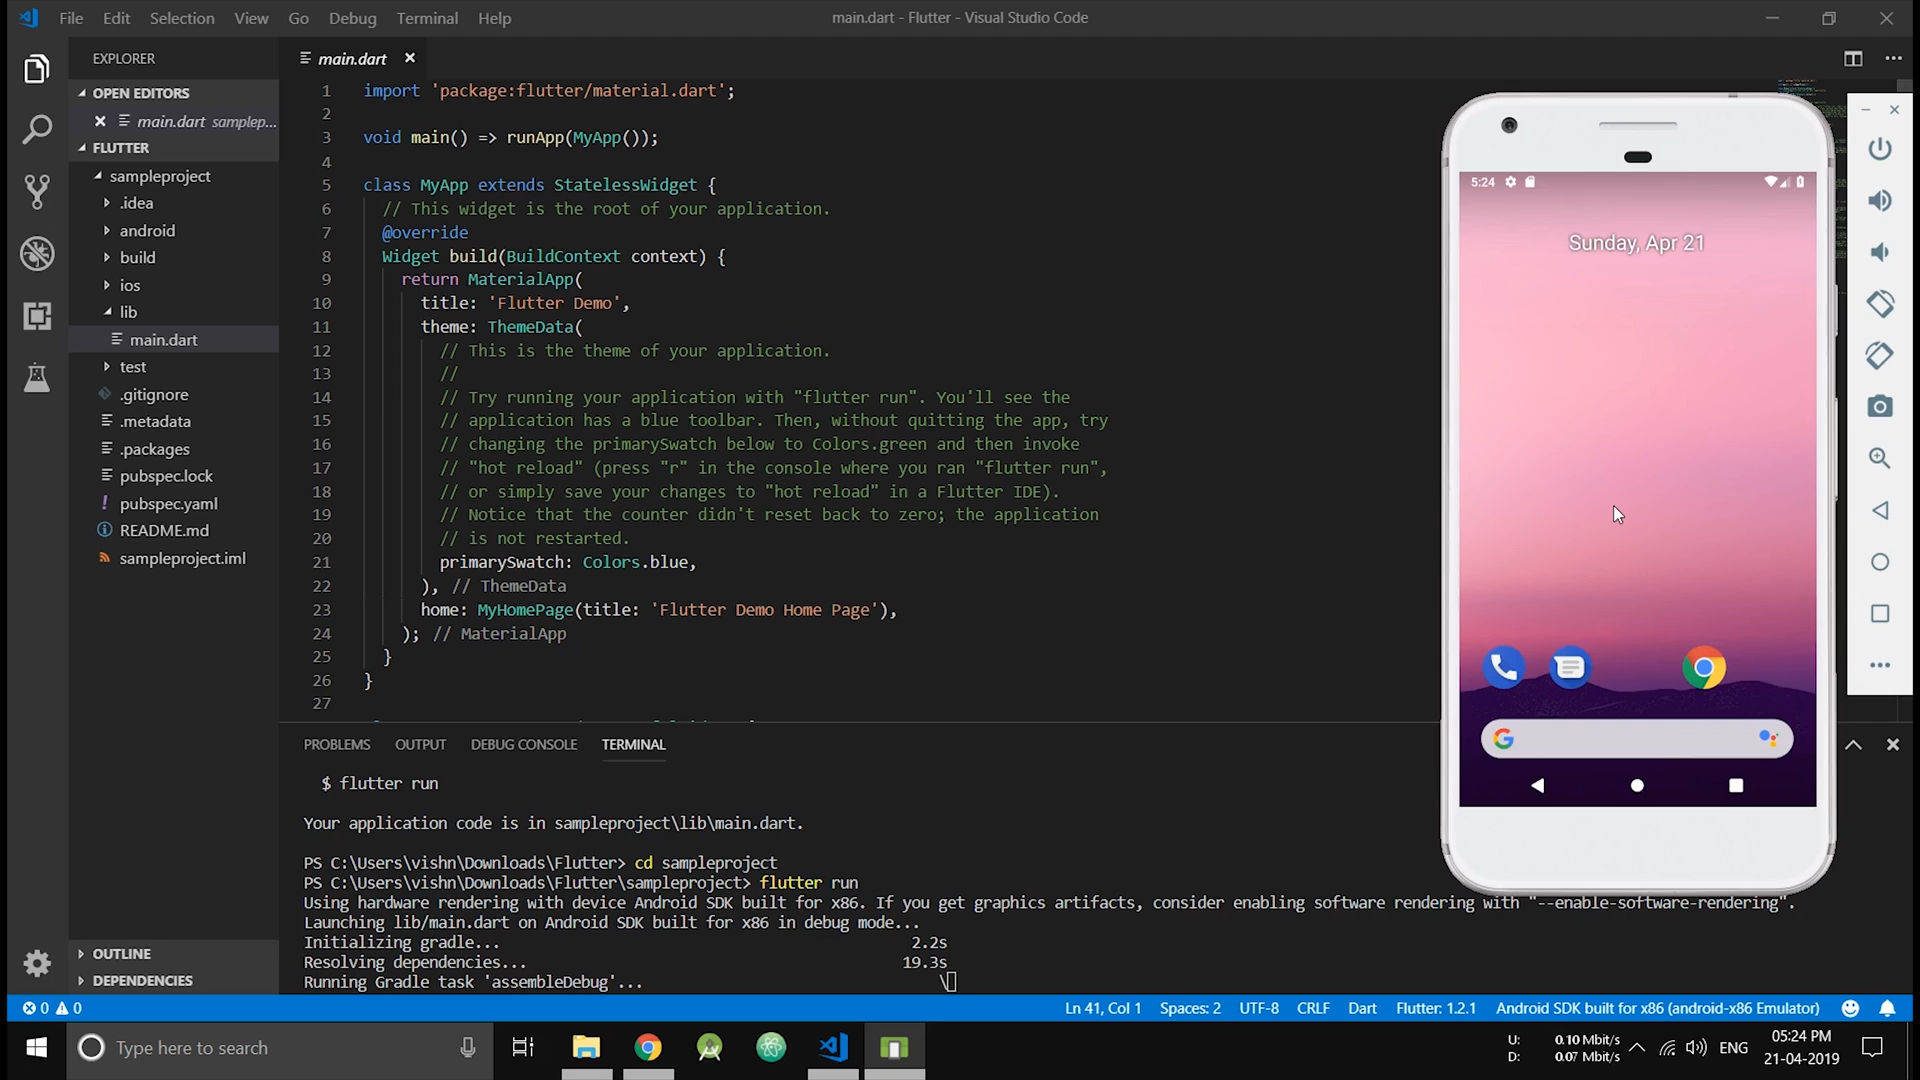 File Edit Selection View Go Debug Terminal Help
main.dart - Flutter - Visual Studio Code
EXPLORER
OPEN EDITORS
main.dart samplep...
FLUTTER
sampleproject
.idea
android
build
ios
lib
main.dart
test
.gitignore
.metadata
.packages
pubspec.lock
pubspec.yaml
README.md
sampleproject.iml
OUTLINE
DEPENDENCIES
main.dart
1 import 'package:flutter/material.dart';
2
3 void main() => runApp(MyApp());
4
5 class MyApp extends StatelessWidget {
6 // This widget is the root of your application.
7 @override
8 Widget build(BuildContext context) {
9 return MaterialApp(
10 title: 'Flutter Demo',
11 theme: ThemeData(
12 // This is the theme of your application.
13 //
14 // Try running your application with "flutter run". You'll see the
15 // application has a blue toolbar. Then, without quitting the app, try
16 // changing the primarySwatch below to Colors.green and then invoke
17 // "hot reload" (press "r" in the console where you ran "flutter run",
18 // or simply save your changes to "hot reload" in a Flutter IDE).
19 // Notice that the counter didn't reset back to zero; the application
20 // is not restarted.
21 primarySwatch: Colors.blue,
22 ), // ThemeData
23 home: MyHomePage(title: 'Flutter Demo Home Page'),
24 ); // MaterialApp
25 }
26 }
27
5:24
Sunday, Apr 21
PROBLEMS OUTPUT DEBUG CONSOLE TERMINAL
$ flutter run
Your application code is in sampleproject\lib\main.dart.
PS C:\Users\vishn\Downloads\Flutter> cd sampleproject
PS C:\Users\vishn\Downloads\Flutter\sampleproject> flutter run
Using hardware rendering with device Android SDK built for x86. If you get graphics artifacts, consider enabling software rendering with "--enable-software-rendering".
Launching lib/main.dart on Android SDK built for x86 in debug mode...
Initializing gradle... 2.2s
Resolving dependencies... 19.3s
Running Gradle task 'assembleDebug'... \
0 0
Ln 41, Col 1 Spaces: 2 UTF-8 CRLF Dart Flutter: 1.2.1 Android SDK built for x86 (android-x86 Emulator)
Type here to search
U: 0.10 Mbit/s
D: 0.07 Mbit/s
ENG
05:24 PM
21-04-2019